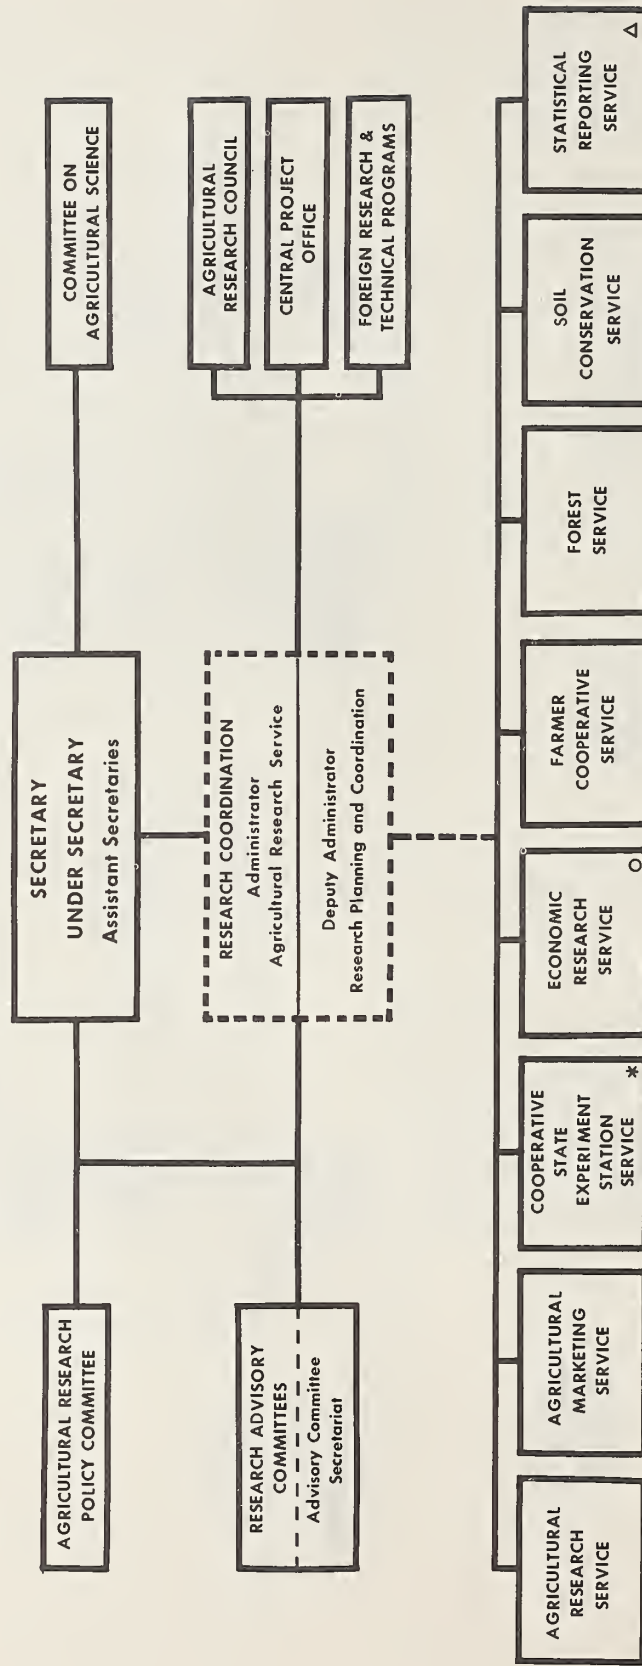 SECRETARY
UNDER SECRETARY
Assistant Secretaries
AGRICULTURAL RESEARCH
POLICY COMMITTEE
COMMITTEE ON
AGRICULTURAL SCIENCE
RESEARCH ADVISORY
COMMITTEES
Advisory Committee
Secretariat
RESEARCH COORDINATION
Administrator
Agricultural Research Service
Deputy Administrator
Research Planning and Coordination
AGRICULTURAL
RESEARCH COUNCIL
CENTRAL PROJECT
OFFICE
FOREIGN RESEARCH &
TECHNICAL PROGRAMS
AGRICULTURAL
RESEARCH
SERVICE
AGRICULTURAL
MARKETING
SERVICE
COOPERATIVE
STATE
EXPERIMENT
STATION
SERVICE
*
ECONOMIC
RESEARCH
SERVICE
O
FARMER
COOPERATIVE
SERVICE
FOREST
SERVICE
SOIL
CONSERVATION
SERVICE
STATISTICAL
REPORTING
SERVICE
Δ